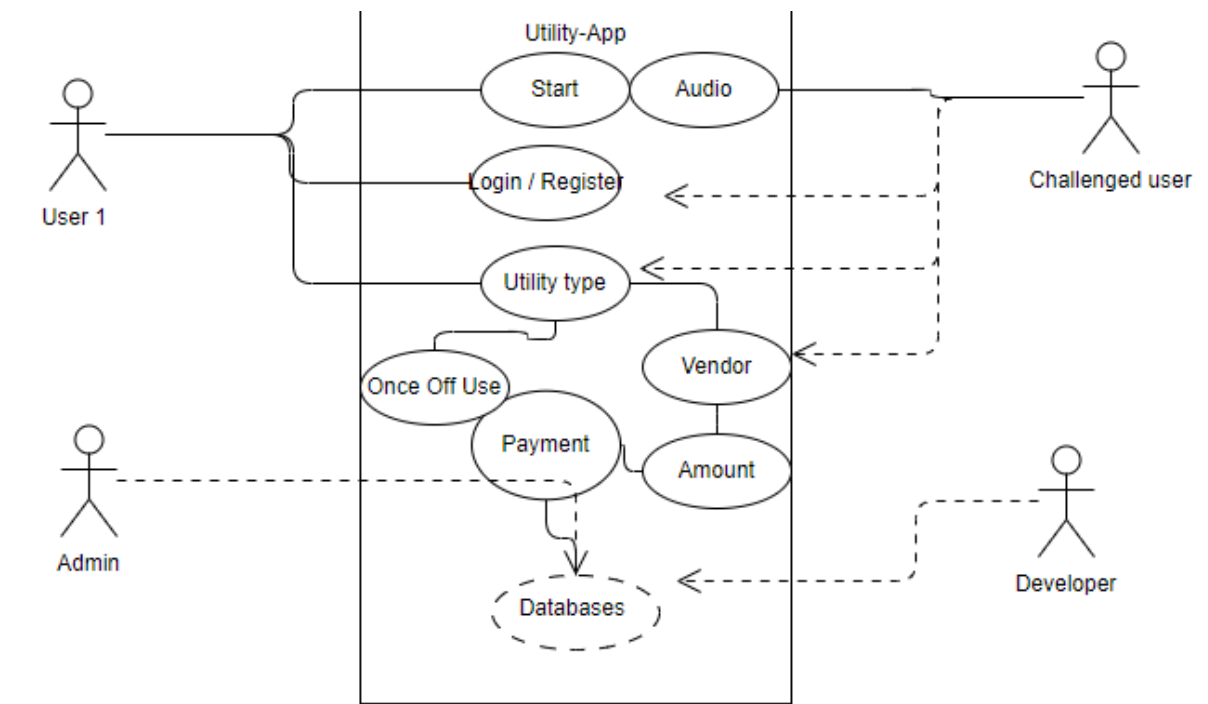 Utility-App
Start
Audio
Login / Register
Challenged user
User 1
Utility type
Vendor
Once Off Use
Payment
Amount
Admin
Developer
Databases